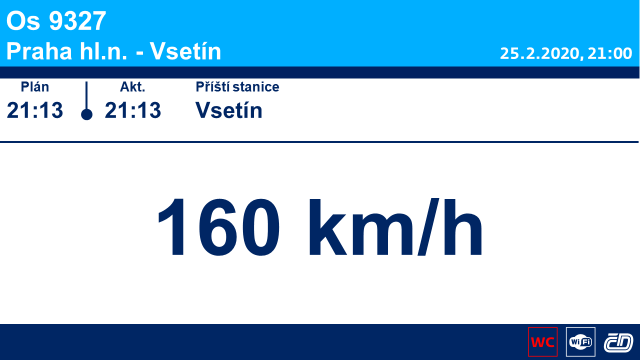 Os 9327
Praha hl.n. - Vsetín
25.2.2020, 21:00
Plán Akt. Příští stanice
21:13 21:13 Vsetín
160 km/h
WC WiFi ČD